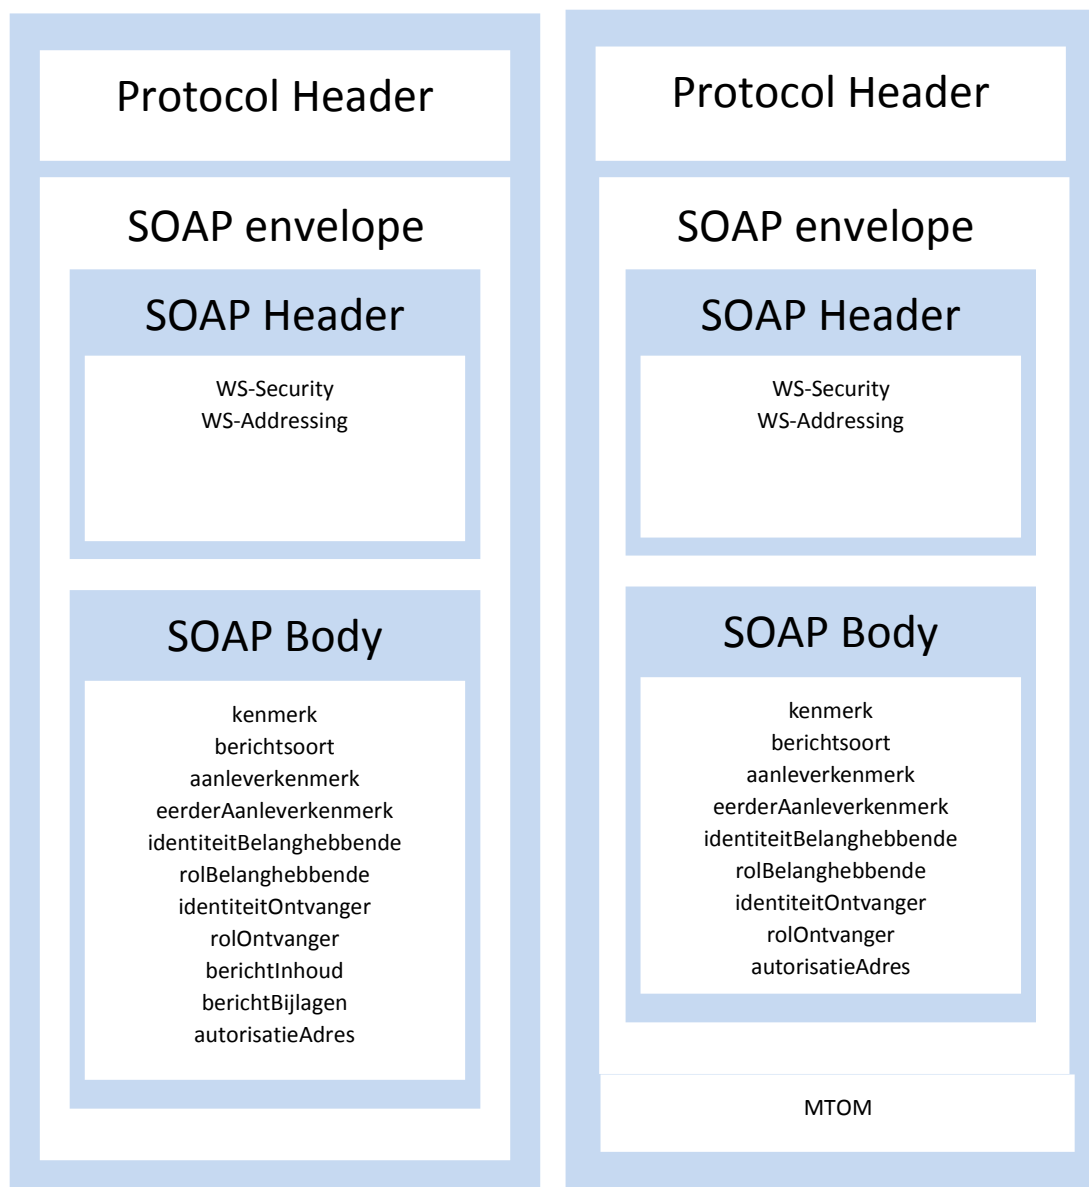 Protocol Header
SOAP envelope
SOAP Header
WS-Security
WS-Addressing
SOAP Body
kenmerk
berichtsoort
aanleverkenmerk
eerderAanleverkenmerk
identiteitBelanghebbende
rolBelanghebbende
identiteitOntvanger
rolOntvanger
berichtInhoud
berichtBijlagen
autorisatieAdres
Protocol Header
SOAP envelope
SOAP Header
WS-Security
WS-Addressing
SOAP Body
kenmerk
berichtsoort
aanleverkenmerk
eerderAanleverkenmerk
identiteitBelanghebbende
rolBelanghebbende
identiteitOntvanger
rolOntvanger
autorisatieAdres
MTOM